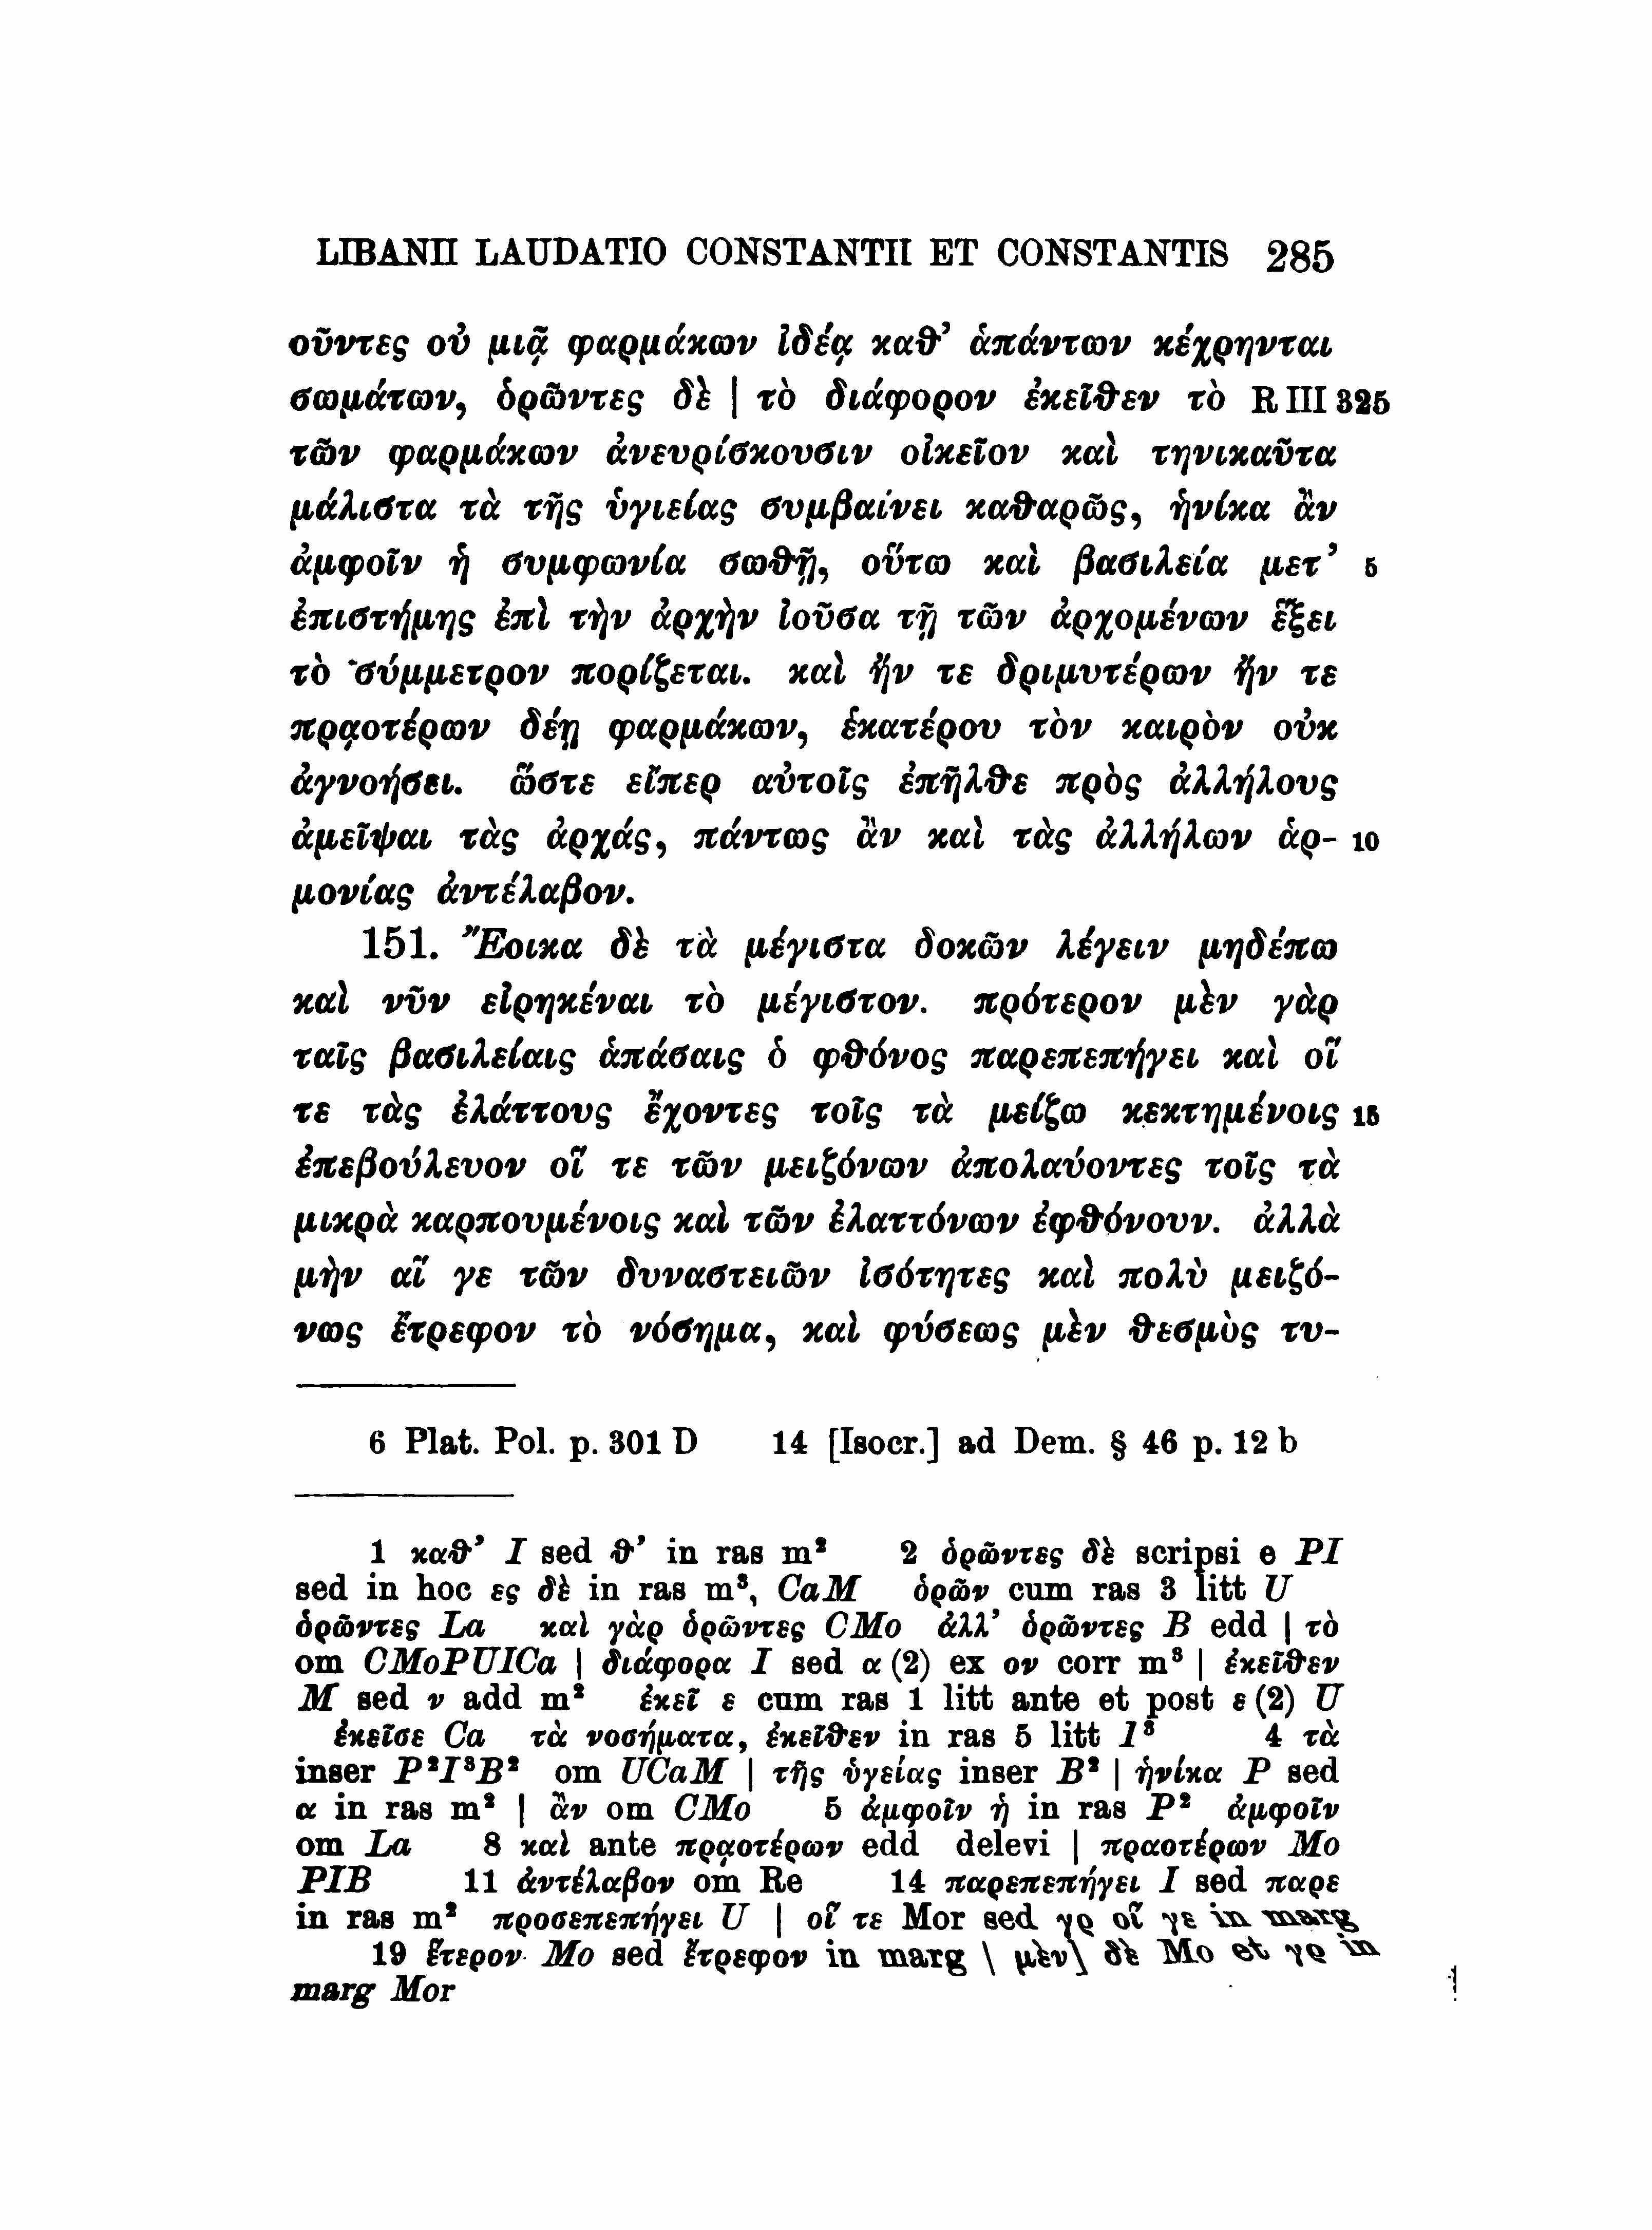 LIBANII LAUDATIO CONSTANTII ET CONSTANTIS 285
οῦντες οὐ μιᾷ φαρμάκων ἰδέᾳ καθ’ ἁπάντων κέχρηνται
σωμάτων, ὁρῶντες δὲ | τὸ διάφορον ἐκεῖθεν τὸ R III 325
τῶν φαρμάκων ἀνευρίσκουσιν οἰκεῖον καὶ τηνικαῦτα
μάλιστα τὰ τῆς ὑγιείας συμβαίνει καθαρῶς, ἡνίκα ἂν
ἀμφοῖν ἡ συμφωνία σωθῇ, οὕτω καὶ βασιλεία μετ’ 5
ἐπιστήμης ἐπὶ τὴν ἀρχὴν ἰοῦσα τῇ τῶν ἀρχομένων ἕξει
τὸ σύμμετρον πορίζεται. καὶ ἤν τε δριμυτέρων ἤν τε
πρᾳοτέρων δέῃ φαρμάκων, ἑκατέρου τὸν καιρὸν οὐκ
ἀγνοήσει. ὥστε εἴπερ αὐτοῖς ἐπῆλθε πρὸς ἀλλήλους
ἀμεῖψαι τὰς ἀρχάς, πάντως ἂν καὶ τὰς ἀλλήλων ἁρ- 10
μονίας ἀντέλαβον.
151. Ἔοικα δὲ τὰ μέγιστα δοκῶν λέγειν μηδέπω
καὶ νῦν εἰρηκέναι τὸ μέγιστον. πρότερον μὲν γὰρ
ταῖς βασιλείαις ἁπάσαις ὁ φθόνος παρεπεπήγει καὶ οἵ
τε τὰς ἐλάττους ἔχοντες τοῖς τὰ μείζω κεκτημένοις 15
ἐπεβούλευον οἵ τε τῶν μειζόνων ἀπολαύοντες τοῖς τὰ
μικρὰ καρπουμένοις καὶ τῶν ἐλαττόνων ἐφθόνουν. ἀλλὰ
μὴν αἵ γε τῶν δυναστειῶν ἰσότητες καὶ πολὺ μειζό-
νως ἔτρεφον τὸ νόσημα, καὶ φύσεως μὲν θεσμὸς τυ-
6 Plat. Pol. p. 301 D 14 [Isocr.] ad Dem. § 46 p. 12 b
1 καθ’ I sed θ’ in ras m² 2 ὁρῶντες δὲ scripsi e PI
sed in hoc ες δὲ in ras m³, CaM ὁρῶν cum ras 3 litt U
ὁρῶντες La καὶ γὰρ ὁρῶντες CMo ἀλλ’ ὁρῶντες B edd | τὸ
om CMoPUICa | διάφορα I sed α (2) ex ον corr m³ | ἐκεῖθεν
M sed ν add m² ἐκεῖ ε cum ras 1 litt ante et post ε (2) U
ἐκεῖσε Ca τὰ νοσήματα, ἐκεῖθεν in ras 5 litt I³ 4 τὰ
inser P²I³B² om UCaM | τῆς ὑγείας inser B² | ἡνίκα P sed
α in ras m² | ἂν om CMo 5 ἀμφοῖν ἡ in ras P² ἀμφοῖν
om La 8 καὶ ante πρᾳοτέρων edd delevi | πραοτέρων Mo
PIB 11 ἀντέλαβον om Re 14 παρεπεπήγει I sed παρε
in ras m² προσεπεπήγει U | οἵ τε Mor sed γρ οἵ γε in marg
19 ἕτερον Mo sed ἔτρεφον in marg | μὲν] δὲ Mo et γρ in
marg Mor